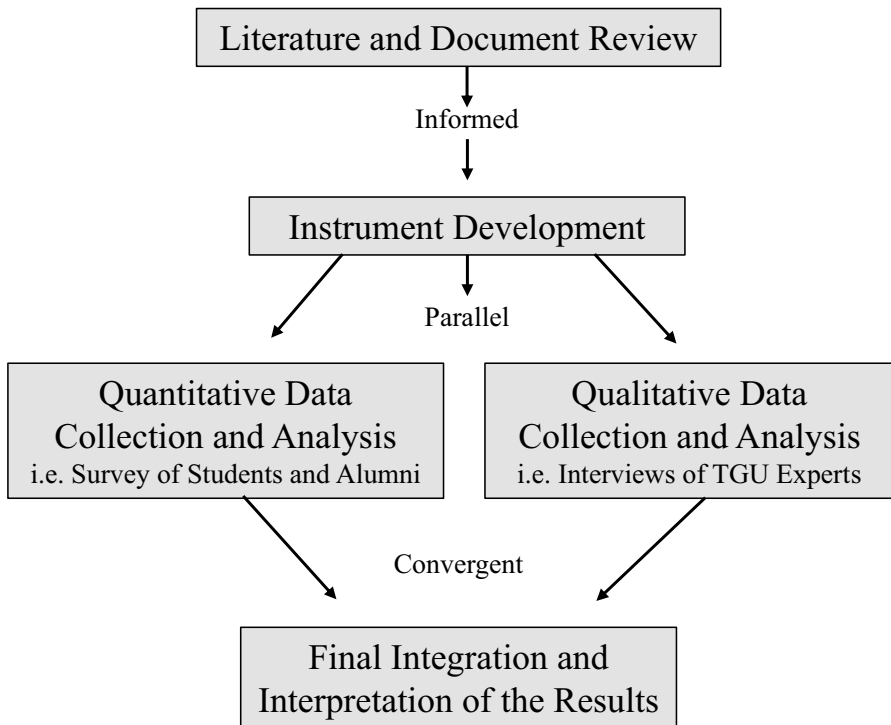 Literature and Document Review
Informed
Instrument Development
Parallel
Quantitative Data
Collection and Analysis
i.e. Survey of Students and Alumni
Qualitative Data
Collection and Analysis
i.e. Interviews of TGU Experts
Convergent
Final Integration and
Interpretation of the Results